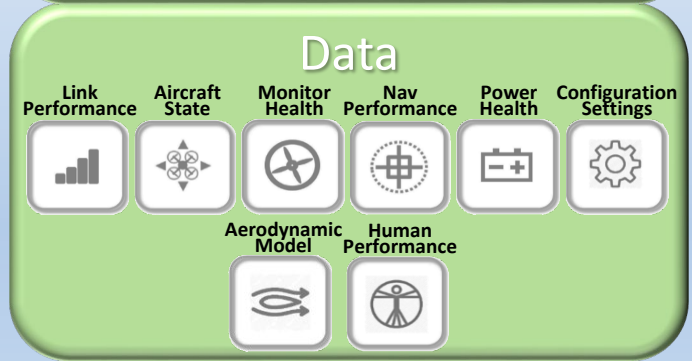 Data
Link Performance
Aircraft State
Monitor Health
Nav Performance
Power Health
Configuration Settings
Aerodynamic Model
Human Performance